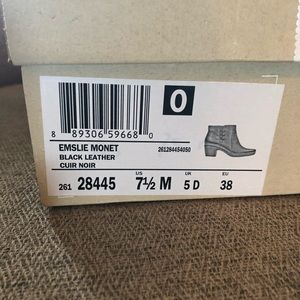 O
8 89306 59668 0
EMSLIE MONET
BLACK LEATHER
CUIR NOIR
261284454050
261 28445
US 7½ M
UK 5 D
EU 38